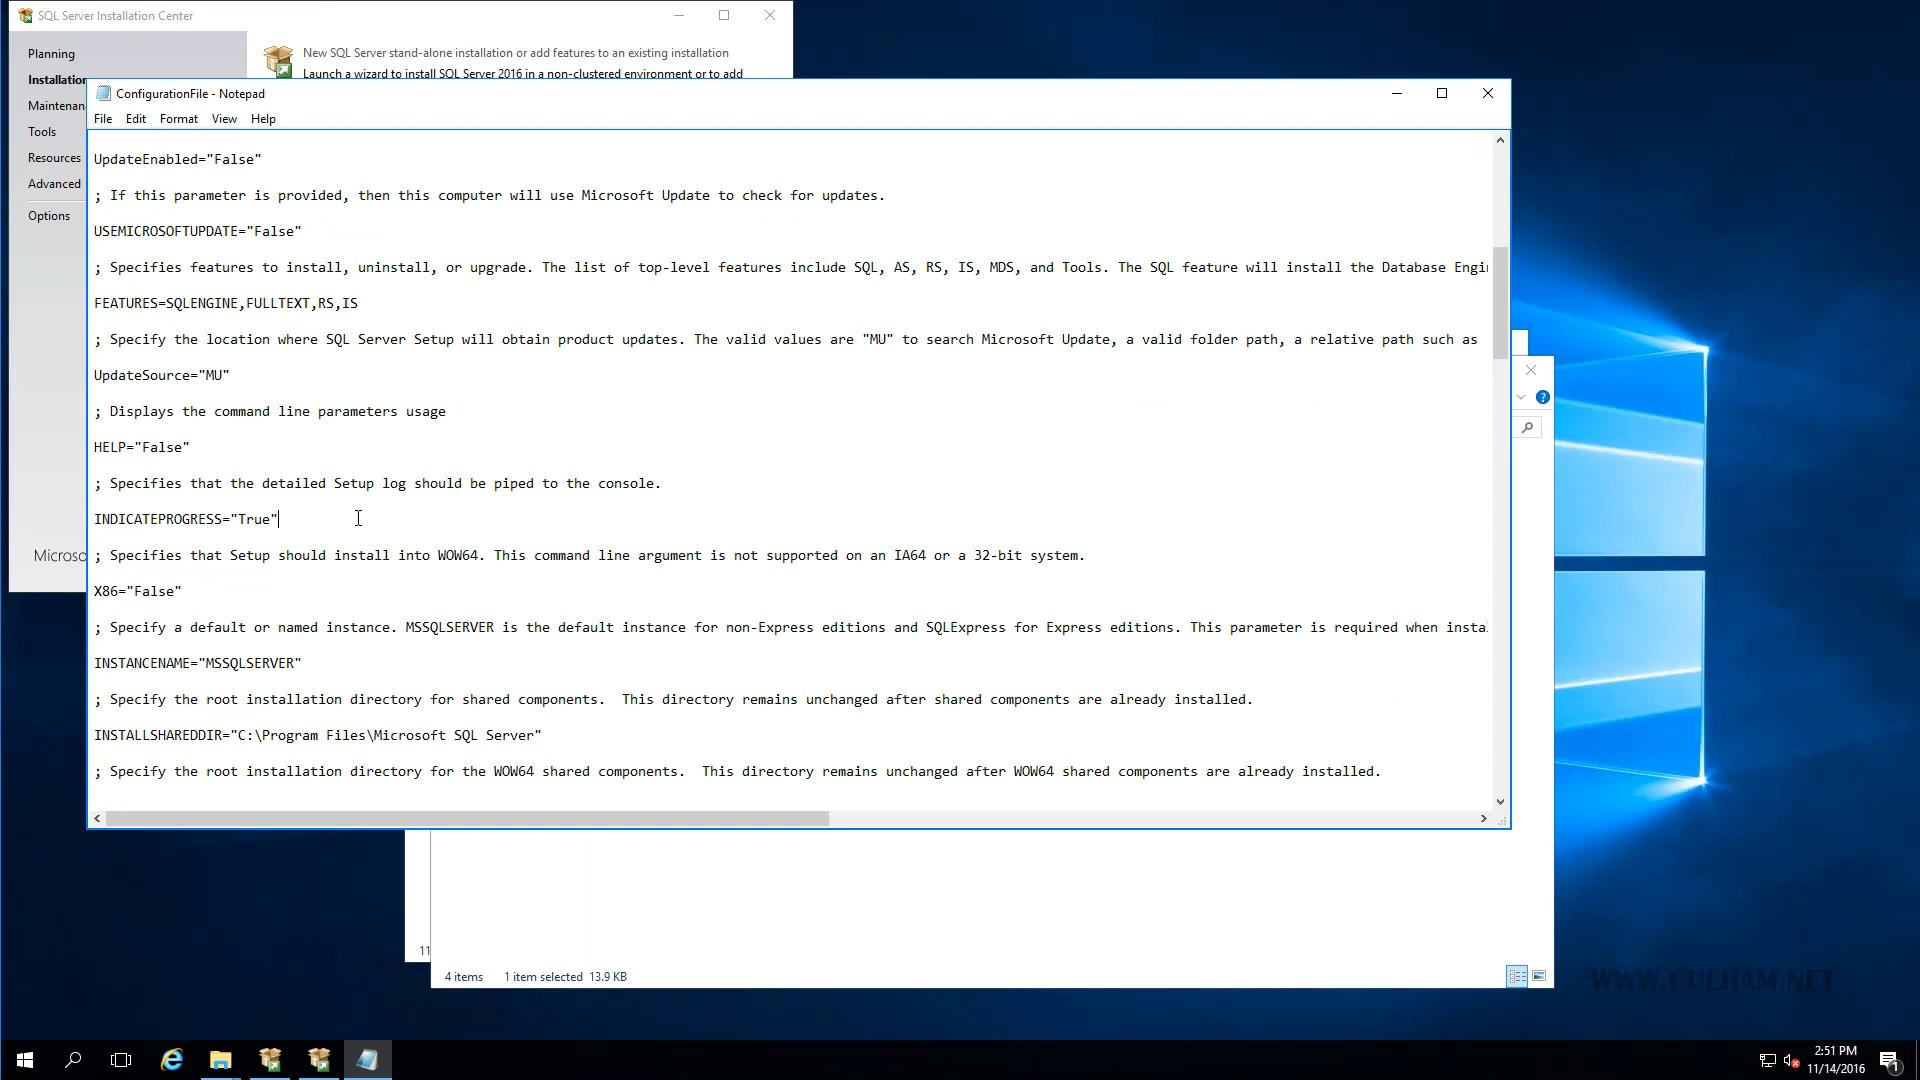 SQL Server Installation Center
Planning
Installation
Maintenan
Tools
Resources
Advanced
Options
Microso
New SQL Server stand-alone installation or add features to an existing installation
Launch a wizard to install SQL Server 2016 in a non-clustered environment or to add
ConfigurationFile - Notepad
File Edit Format View Help
UpdateEnabled="False"
; If this parameter is provided, then this computer will use Microsoft Update to check for updates.
USEMICROSOFTUPDATE="False"
; Specifies features to install, uninstall, or upgrade. The list of top-level features include SQL, AS, RS, IS, MDS, and Tools. The SQL feature will install the Database Engi
FEATURES=SQLENGINE,FULLTEXT,RS,IS
; Specify the location where SQL Server Setup will obtain product updates. The valid values are "MU" to search Microsoft Update, a valid folder path, a relative path such as
UpdateSource="MU"
; Displays the command line parameters usage
HELP="False"
; Specifies that the detailed Setup log should be piped to the console.
INDICATEPROGRESS="True"
; Specifies that Setup should install into WOW64. This command line argument is not supported on an IA64 or a 32-bit system.
X86="False"
; Specify a default or named instance. MSSQLSERVER is the default instance for non-Express editions and SQLExpress for Express editions. This parameter is required when insta
INSTANCENAME="MSSQLSERVER"
; Specify the root installation directory for shared components.  This directory remains unchanged after shared components are already installed.
INSTALLSHAREDDIR="C:\Program Files\Microsoft SQL Server"
; Specify the root installation directory for the WOW64 shared components.  This directory remains unchanged after WOW64 shared components are already installed.
11
4 items 1 item selected 13.9 KB
WWW.CULHAM.NET
2:51 PM
11/14/2016
1